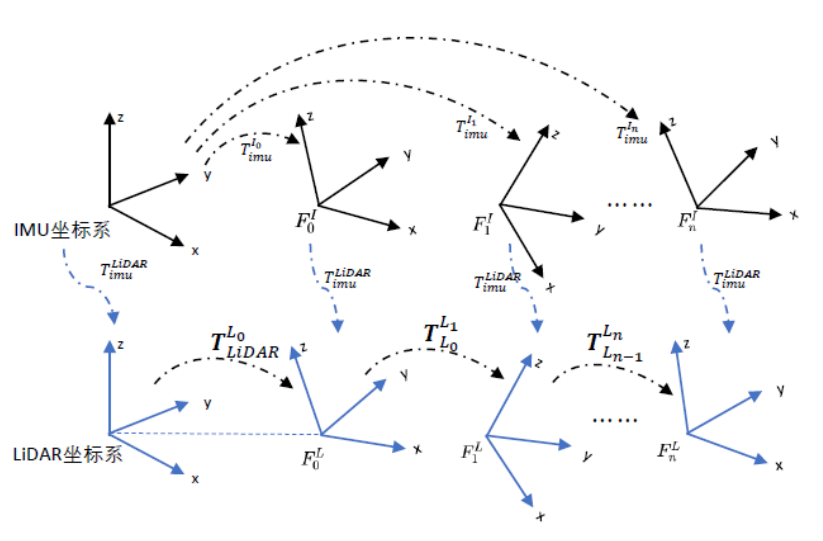 z
y
x
IMU坐标系
T_{imu}^{I_0}
z
y
x
F_0^I
T_{imu}^{I_1}
z
y
x
F_1^I
……
T_{imu}^{I_n}
z
y
x
F_n^I
T_{imu}^{LiDAR}
T_{imu}^{LiDAR}
T_{imu}^{LiDAR}
T_{imu}^{LiDAR}
z
y
x
LiDAR坐标系
T_{LiDAR}^{L_0}
z
y
x
F_0^L
T_{L_0}^{L_1}
z
y
x
F_1^L
……
T_{L_{n-1}}^{L_n}
z
y
x
F_n^L